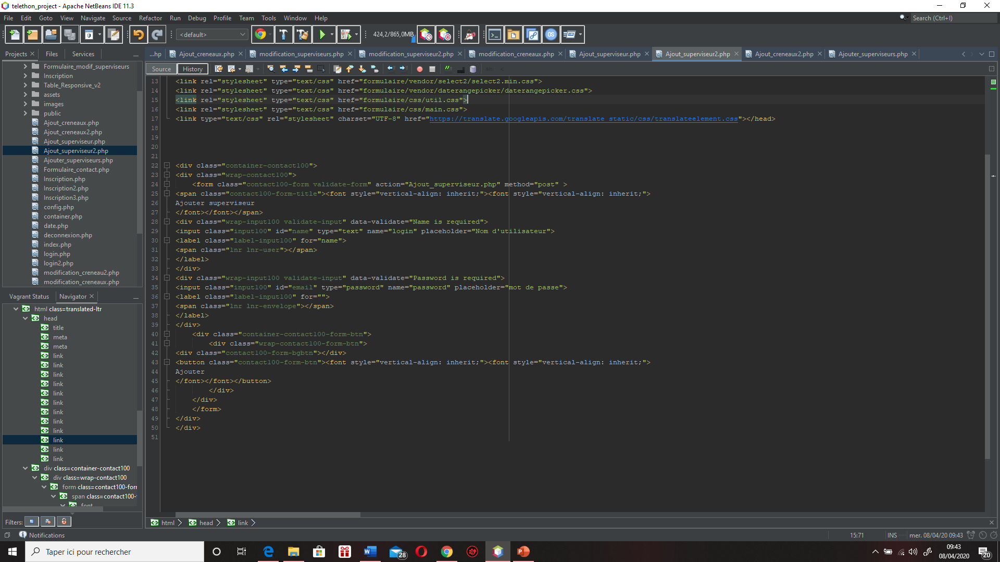 telethon_project - Apache NetBeans IDE 11.3
File Edit Goto View Navigate Source Refactor Run Debug Profile Team Tools Window Help
Search (Ctrl+I)
<default>
424,2/865,0MB
Projects Files Services
...hp Ajout_creneaux.php modification_superviseurs.php modification_superviseur2.php modification_creneaux.php Ajout_superviseur.php Ajout_superviseur2.php Ajout_creneaux2.php Ajouter_superviseurs.php
Source History
Formulaire_modif_superviseurs
Inscription
Table_Responsive_v2
assets
images
public
Ajout_creneaux.php
Ajout_creneaux2.php
Ajout_superviseur.php
Ajout_superviseur2.php
Ajouter_superviseurs.php
Formulaire_contact.php
Inscription.php
Inscription2.php
Inscription3.php
config.php
container.php
date.php
deconnexion.php
index.php
login.php
login2.php
modification_creneau2.php
modification_creneaux.php
Vagrant Status Navigator
html class=translated-ltr
head
title
meta
meta
link
link
link
link
link
link
link
link
link
link
link
link
div class=container-contact100
div class=wrap-contact100
form class=contact100-forr
span class=contact100-
font
Filters:
13 <link rel="stylesheet" type="text/css" href="formulaire/vendor/select2/select2.min.css">
14 <link rel="stylesheet" type="text/css" href="formulaire/vendor/daterangepicker/daterangepicker.css">
15 <link rel="stylesheet" type="text/css" href="formulaire/css/util.css">
16 <link rel="stylesheet" type="text/css" href="formulaire/css/main.css">
17 <link type="text/css" rel="stylesheet" charset="UTF-8" href="https://translate.googleapis.com/translate_static/css/translateelement.css"></head>
18
19
20
21
22 <div class="container-contact100">
23 <div class="wrap-contact100">
24 <form class="contact100-form validate-form" action="Ajout_superviseur.php" method="post" >
25 <span class="contact100-form-title"><font style="vertical-align: inherit;"><font style="vertical-align: inherit;">
26 Ajouter superviseur
27 </font></font></span>
28 <div class="wrap-input100 validate-input" data-validate="Name is required">
29 <input class="input100" id="name" type="text" name="login" placeholder="Nom d'utilisateur">
30 <label class="label-input100" for="name">
31 <span class="lnr lnr-user"></span>
32 </label>
33 </div>
34 <div class="wrap-input100 validate-input" data-validate="Password is required">
35 <input class="input100" id="email" type="password" name="password" placeholder="mot de passe">
36 <label class="label-input100" for="">
37 <span class="lnr lnr-envelope"></span>
38 </label>
39 </div>
40 <div class="container-contact100-form-btn">
41 <div class="wrap-contact100-form-btn">
42 <div class="contact100-form-bgbtn"></div>
43 <button class="contact100-form-btn"><font style="vertical-align: inherit;"><font style="vertical-align: inherit;">
44 Ajouter
45 </font></font></button>
46 </div>
47 </div>
48 </form>
49 </div>
50 </div>
51
html head link
Notifications
15:71 INS mer. 08/04/20 09:43
Taper ici pour rechercher
28
09:43
08/04/2020
20